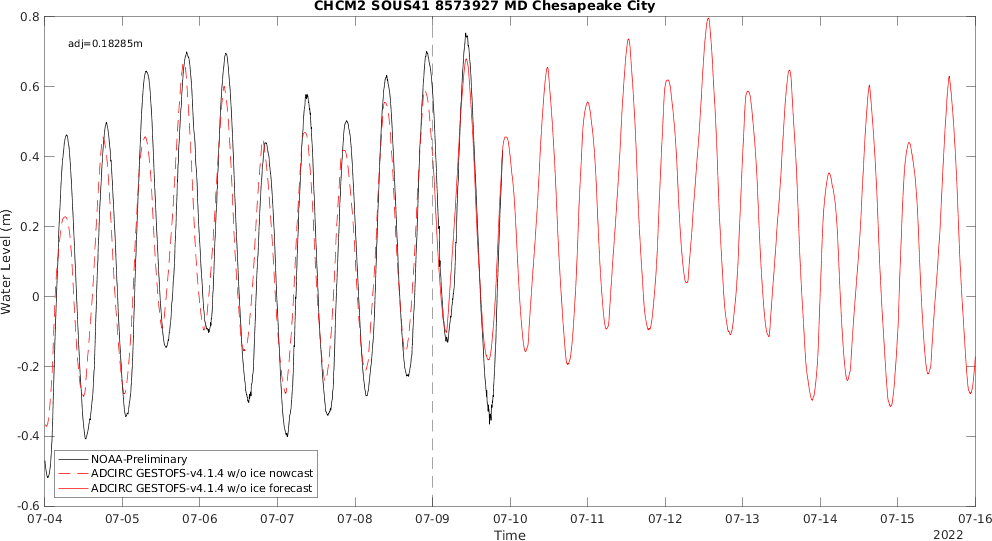 CHCM2 SOUS41 8573927 MD Chesapeake City
adj=0.18285m
0.8
0.6
0.4
0.2
0
-0.2
-0.4
-0.6
Water Level (m)
NOAA-Preliminary
ADCIRC GESTOFS-v4.1.4 w/o ice nowcast
ADCIRC GESTOFS-v4.1.4 w/o ice forecast
07-04 07-05 07-06 07-07 07-08 07-09 07-10 07-11 07-12 07-13 07-14 07-15 07-16
Time
2022